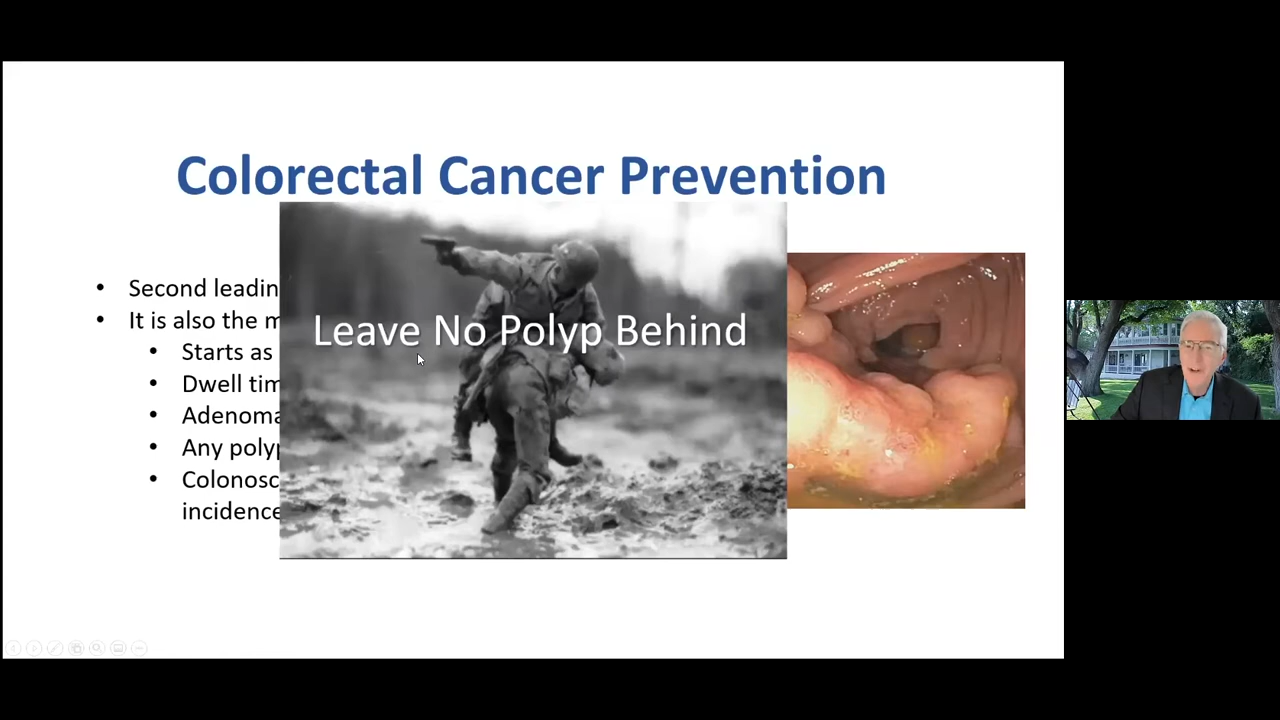 Colorectal Cancer Prevention
• Second leadin
• It is also the m
Leave No Polyp Behind
• Starts as
• Dwell tim
• Adenoma
• Any polyp
• Colonosc
incidence